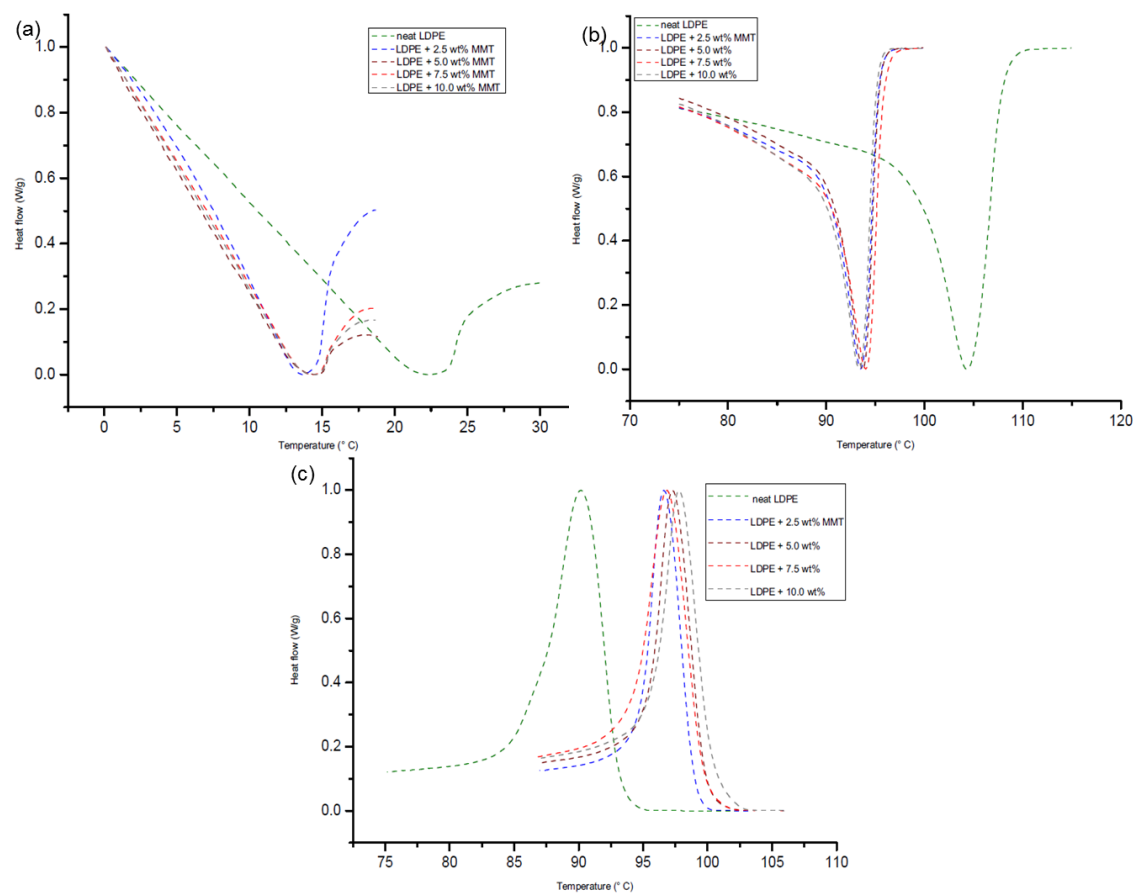 (a)
neat LDPE
LDPE + 2.5 wt% MMT
LDPE + 5.0 wt% MMT
LDPE + 7.5 wt% MMT
LDPE + 10.0 wt% MMT
1.0
0.8
0.6
0.4
0.2
0.0
Heat flow (W/g)
0 5 10 15 20 25 30
Temperature (° C)
(b)
neat LDPE
LDPE + 2.5 wt% MMT
LDPE + 5.0 wt%
LDPE + 7.5 wt%
LDPE + 10.0 wt%
1.0
0.8
0.6
0.4
0.2
0.0
Heat flow (W/g)
70 80 90 100 110 120
Temperature (° C)
(c)
neat LDPE
LDPE + 2.5 wt% MMT
LDPE + 5.0 wt%
LDPE + 7.5 wt%
LDPE + 10.0 wt%
1.0
0.8
0.6
0.4
0.2
0.0
Heat flow (W/g)
75 80 85 90 95 100 105 110
Temperature (° C)